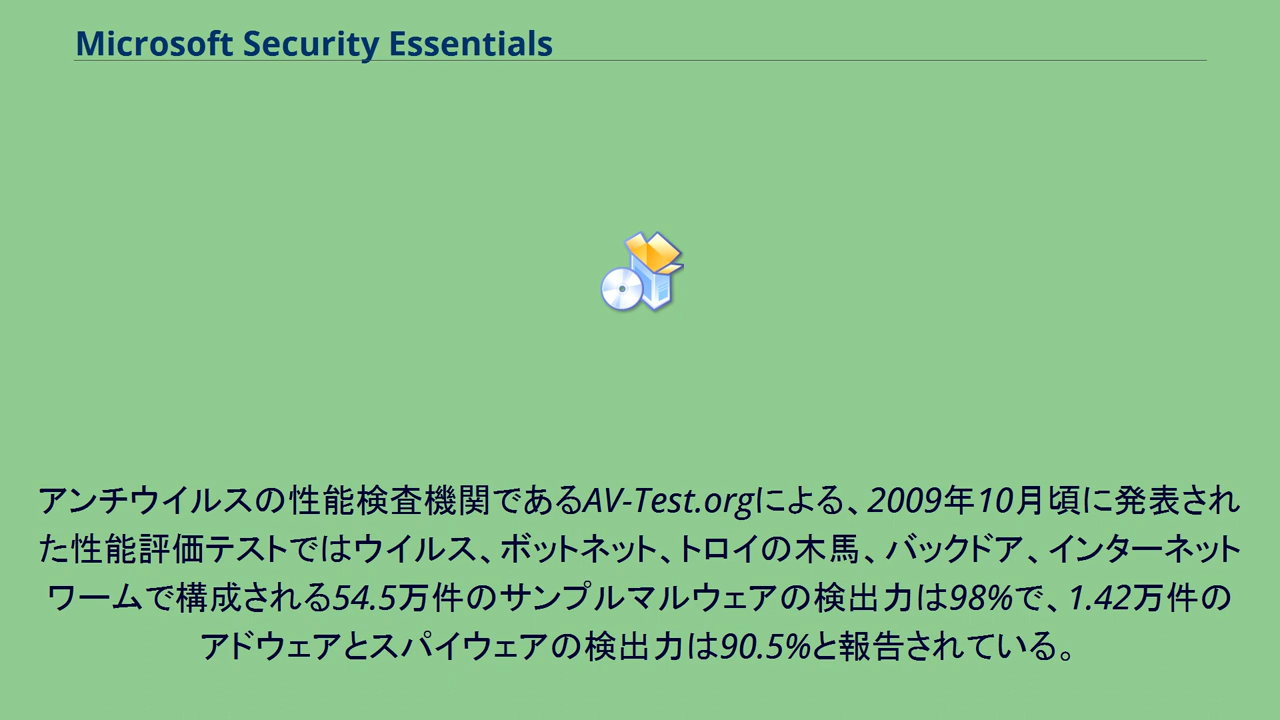 Microsoft Security Essentials
アンチウイルスの性能検査機関であるAV-Test.orgによる、2009年10月頃に発表され
た性能評価テストではウイルス、ボットネット、トロイの木馬、バックドア、インターネット
ワームで構成される54.5万件のサンプルマルウェアの検出力は98%で、1.42万件の
アドウェアとスパイウェアの検出力は90.5%と報告されている。